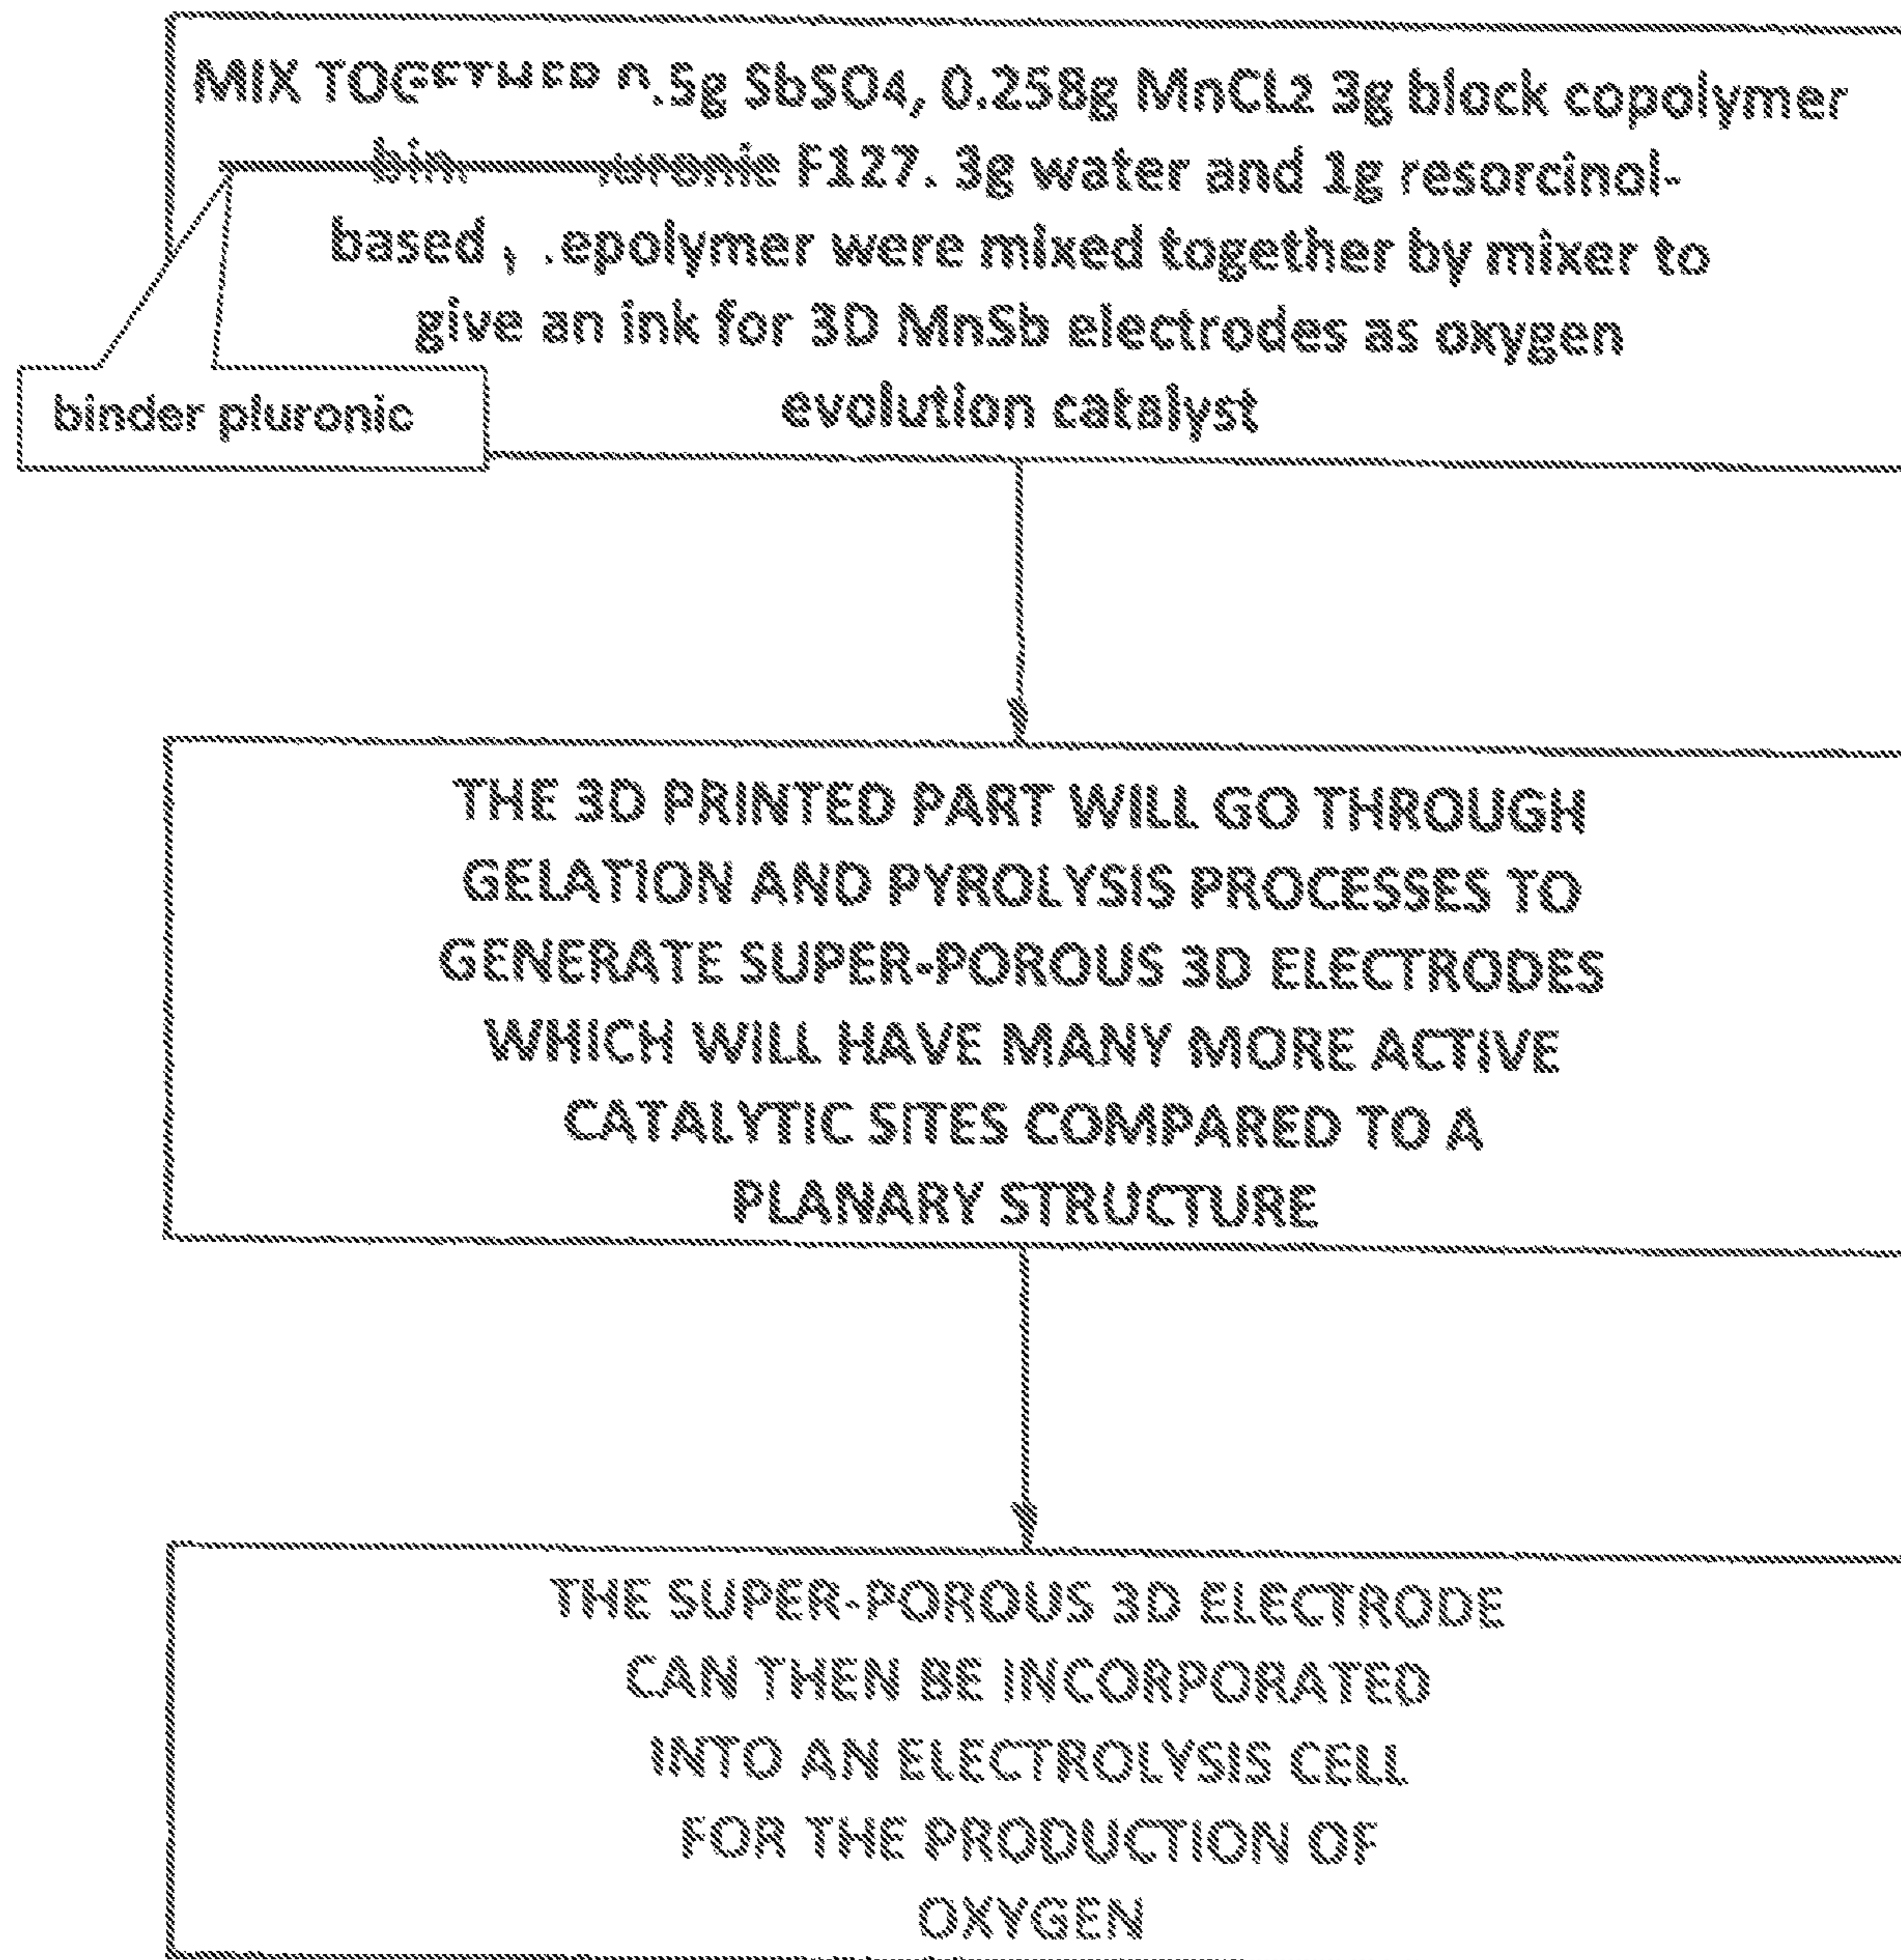 MIX TOGETHER 0.5g SbSO4, 0.258g MnCL2 3g block copolymer
F127. 3g water and 1g resorcinol-
based , .epolymer were mixed together by mixer to
give an ink for 3D MnSb electrodes as oxygen
evolution catalyst
binder pluronic
THE 3D PRINTED PART WILL GO THROUGH
GELATION AND PYROLYSIS PROCESSES TO
GENERATE SUPER-POROUS 3D ELECTRODES
WHICH WILL HAVE MANY MORE ACTIVE
CATALYTIC SITES COMPARED TO A
PLANARY STRUCTURE
THE SUPER-POROUS 3D ELECTRODE
CAN THEN BE INCORPORATED
INTO AN ELECTROLYSIS CELL
FOR THE PRODUCTION OF
OXYGEN